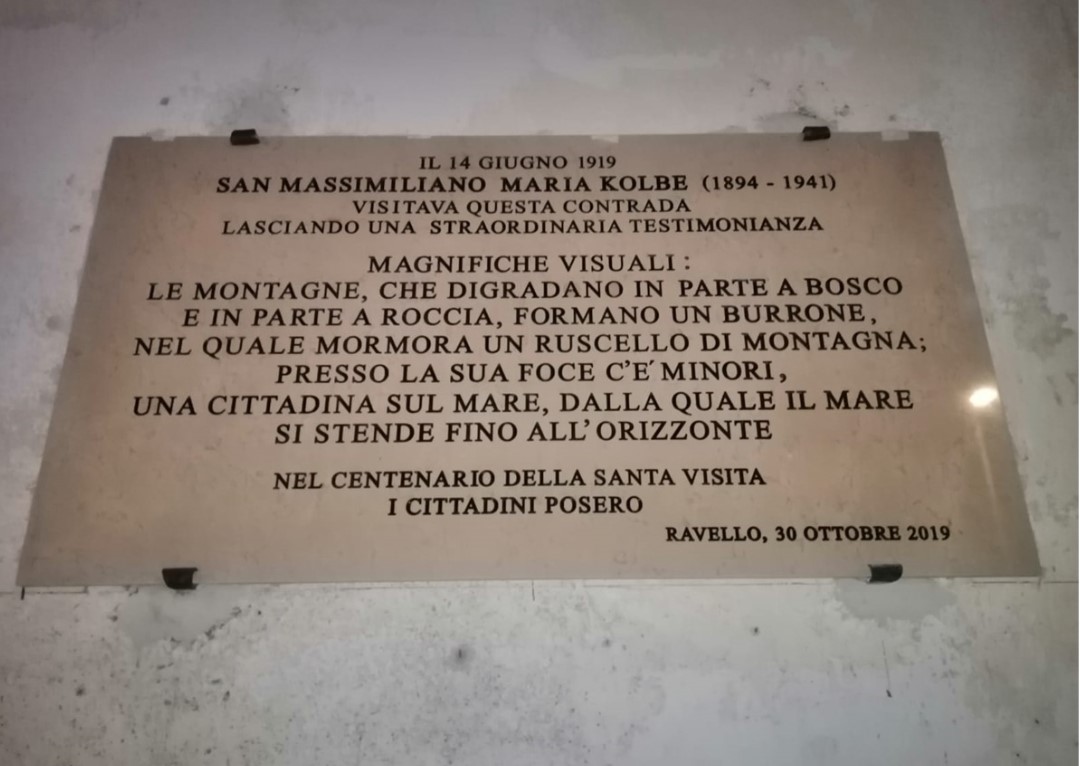 IL 14 GIUGNO 1919
SAN MASSIMILIANO MARIA KOLBE (1894 - 1941)
VISITAVA QUESTA CONTRADA
LASCIANDO UNA STRAORDINARIA TESTIMONIANZA
MAGNIFICHE VISUALI :
LE MONTAGNE, CHE DIGRADANO IN PARTE A BOSCO
E IN PARTE A ROCCIA, FORMANO UN BURRONE,
NEL QUALE MORMORA UN RUSCELLO DI MONTAGNA;
PRESSO LA SUA FOCE C'E´ MINORI,
UNA CITTADINA SUL MARE, DALLA QUALE IL MARE
SI STENDE FINO ALL'ORIZZONTE
NEL CENTENARIO DELLA SANTA VISITA
I CITTADINI POSERO
RAVELLO, 30 OTTOBRE 2019